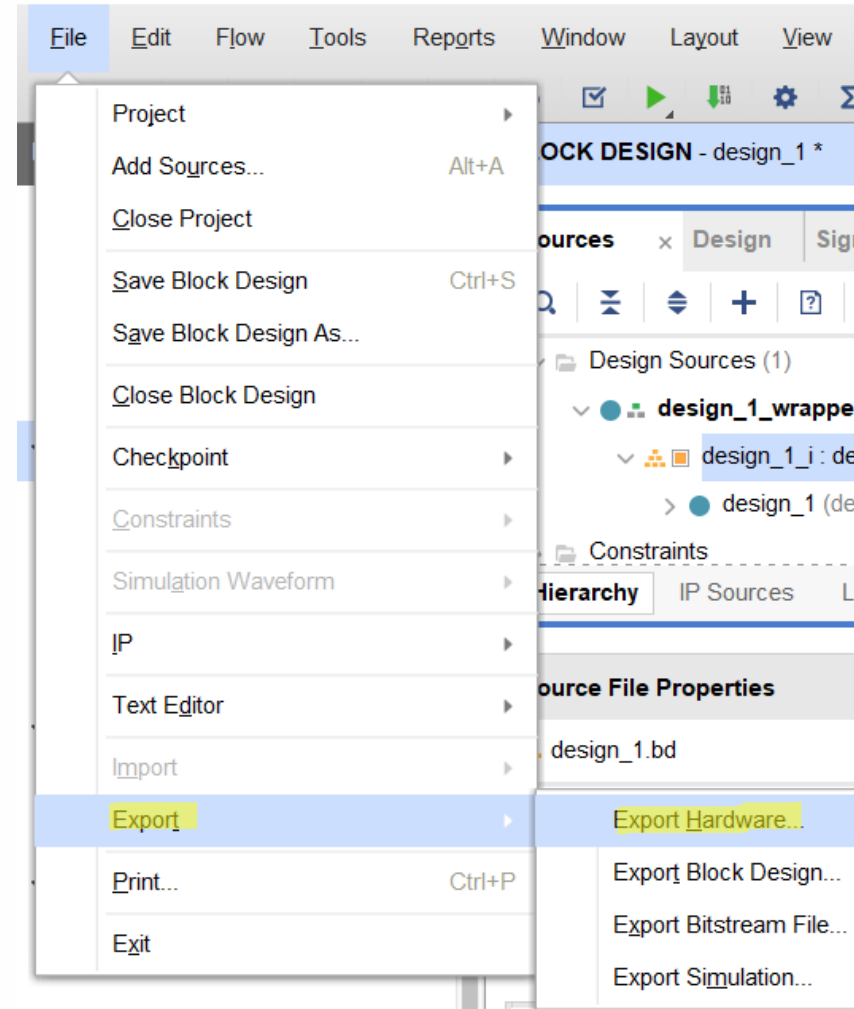 File Edit Flow Tools Reports Window Layout View
Project
OCK DESIGN - design_1 *
Add Sources... Alt+A
Close Project
ources × Design Sign
Save Block Design Ctrl+S
Save Block Design As...
Design Sources (1)
Close Block Design
design_1_wrappe
Checkpoint
design_1_i : de
design_1 (de
Constraints
Constraints
Simulation Waveform
Hierarchy IP Sources L
IP
ource File Properties
Text Editor
design_1.bd
Import
Export
Export Hardware...
Print... Ctrl+P
Export Block Design...
Export Bitstream File...
Exit
Export Simulation...